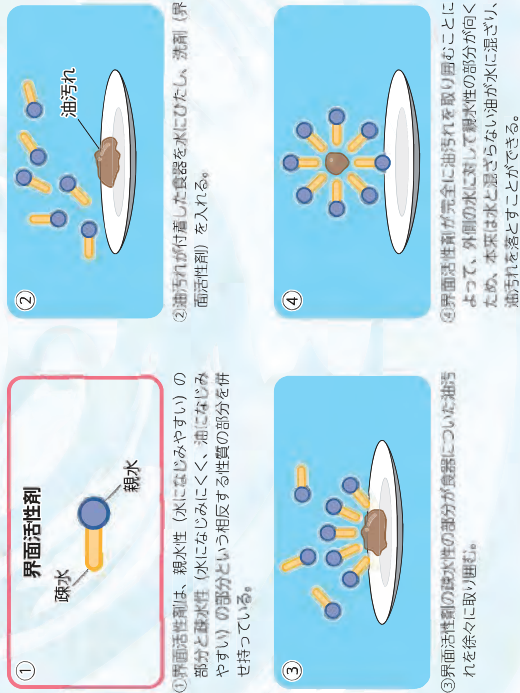 ①
界面活性剤
疎水
親水
①界面活性剤は、親水性（水になじみやすい）の
部分と疎水性（水になじみにくく、油になじみ
やすい）の部分という相反する性質の部分を併
せ持っている。
②
油汚れ
②油汚れが付着した食器を水にひたし、洗剤（界
面活性剤）を入れる。
③
③界面活性剤の疎水性の部分が食器についた油汚
れを徐々に取り囲む。
④
④界面活性剤が完全に油汚れを取り囲むことに
よって、外側の水に対して親水性の部分が向く
ため、本来は水と混ざらない油が水に混ざり、
油汚れを落とすことができる。